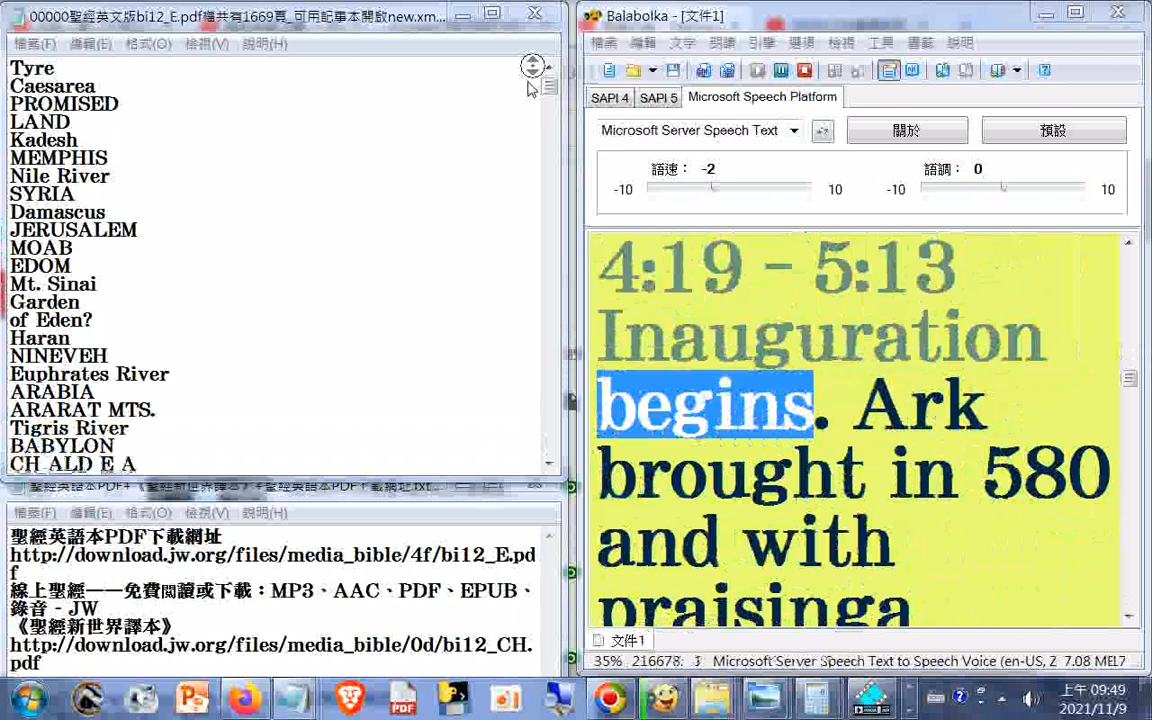 00000聖經英文版bi12_E.pdf檔共有1669頁_可用記事本開啟new.xm...
檔案(F) 編輯(E) 格式(O) 檢視(V) 說明(H)
Tyre
Caesarea
PROMISED
LAND
Kadesh
MEMPHIS
Nile River
SYRIA
Damascus
JERUSALEM
MOAB
EDOM
Mt. Sinai
Garden
of Eden?
Haran
NINEVEH
Euphrates River
ARABIA
ARARAT MTS.
Tigris River
BABYLON
CH ALD E A
檔案(F) 編輯(E) 格式(O) 檢視(V) 說明(H)
聖經英語本PDF下載網址
http://download.jw.org/files/media_bible/4f/bi12_E.pd
f
線上聖經——免費閱讀或下載：MP3、AAC、PDF、EPUB、
錄音 - JW
《聖經新世界譯本》
http://download.jw.org/files/media_bible/0d/bi12_CH.
pdf
Balabolka - [文件1]
檔案 編輯 文字 閱讀 引擎 選項 檢視 工具 書籤 說明
SAPI 4 SAPI 5 Microsoft Speech Platform
Microsoft Server Speech Text 關於 預設
語速： -2 語調： 0
-10 10 -10 10
4:19 – 5:13
Inauguration
begins. Ark
brought in 580
and with
praisinga
文件1
35% 216678: Microsoft Server Speech Text to Speech Voice (en-US, Z 7.08 MB
PDF
上午 09:49
2021/11/9